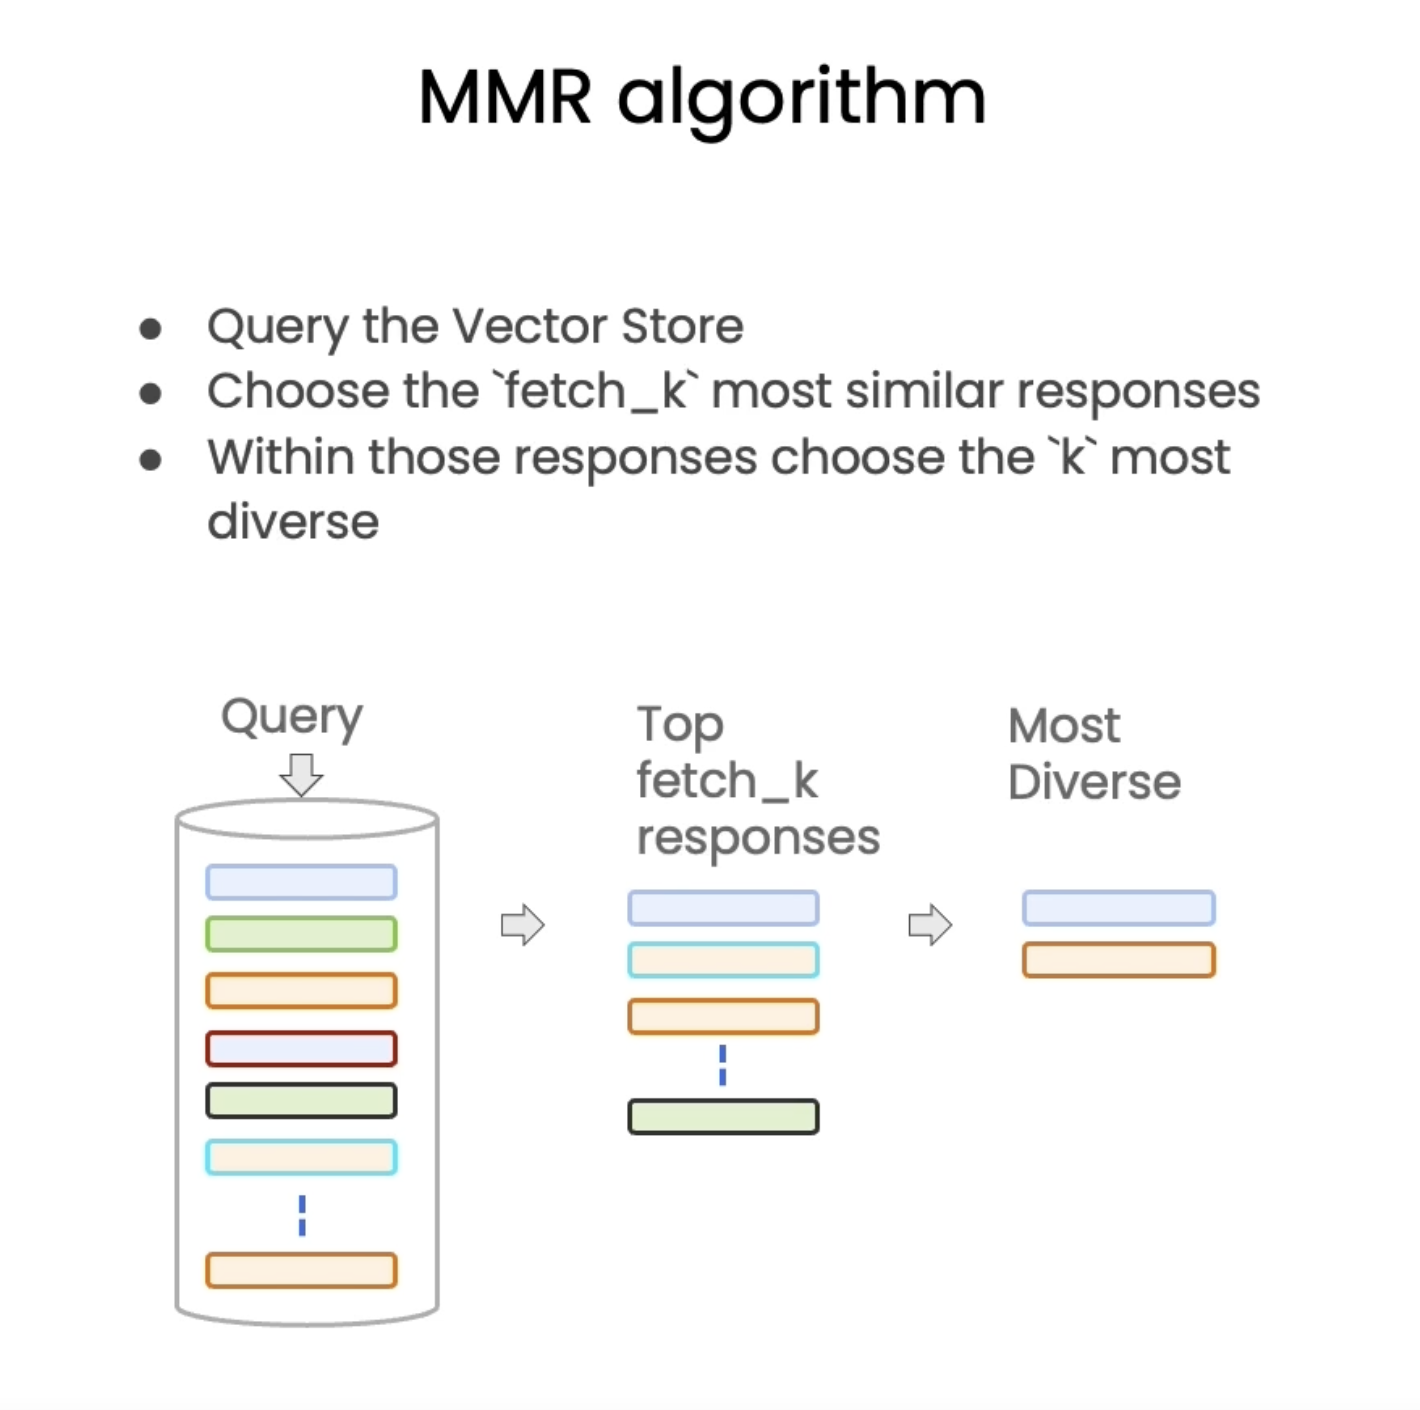 MMR algorithm
● Query the Vector Store
● Choose the `fetch_k` most similar responses
● Within those responses choose the `k` most
diverse
Query
Top
fetch_k
responses
Most
Diverse